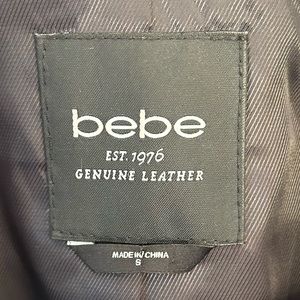 bebe
EST. 1976
GENUINE LEATHER
MADE IN CHINA
S